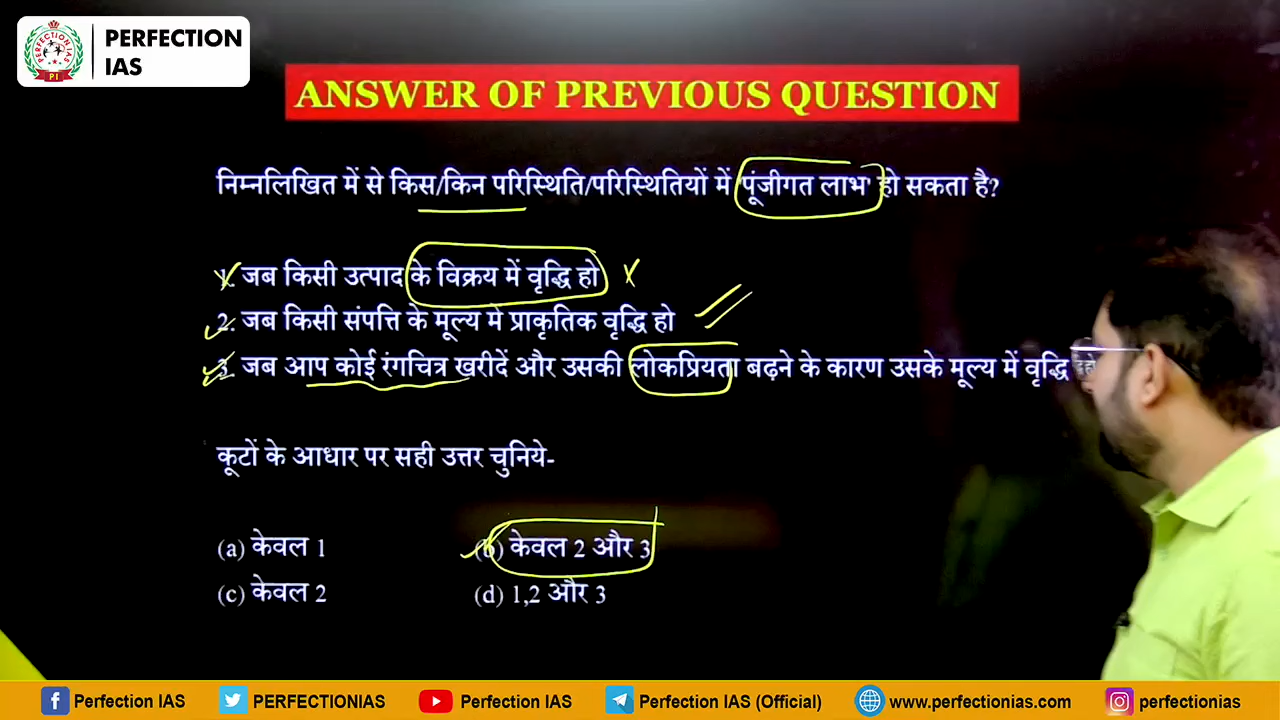 PERFECTION
IAS
PERFECTION IAS
PI
ANSWER OF PREVIOUS QUESTION
निम्नलिखित में से किस/किन परिस्थिति/परिस्थितियों में 'पूंजीगत लाभ' हो सकता है?
1. जब किसी उत्पाद के विक्रय में वृद्धि हो
2. जब किसी संपत्ति के मूल्य मे प्राकृतिक वृद्धि हो
3. जब आप कोई रंगचित्र खरीदें और उसकी लोकप्रियता बढ़ने के कारण उसके मूल्य में वृद्धि
कूटों के आधार पर सही उत्तर चुनिये-
(a) केवल 1 (b) केवल 2 और 3
(c) केवल 2 (d) 1,2 और 3
Perfection IAS PERFECTIONIAS Perfection IAS Perfection IAS (Official) www.perfectionias.com perfectionias